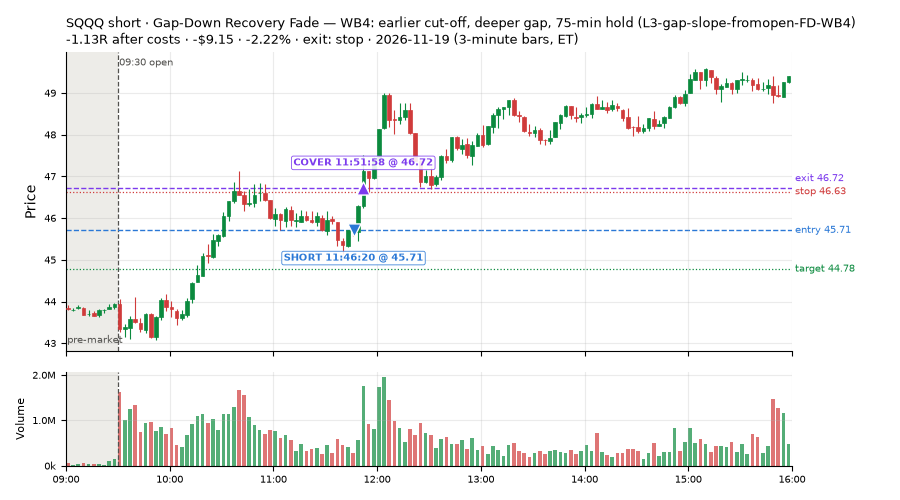 SQQQ short · Gap-Down Recovery Fade — WB4: earlier cut-off, deeper gap, 75-min hold (L3-gap-slope-fromopen-FD-WB4)
-1.13R after costs · -$9.15 · -2.22% · exit: stop · 2026-11-19 (3-minute bars, ET)
09:30 open
49
48
47
46
45
44
43
Price
COVER 11:51:58 @ 46.72
SHORT 11:46:20 @ 45.71
exit 46.72
stop 46.63
entry 45.71
target 44.78
pre-market
2.0M
1.0M
0k
Volume
09:00
10:00
11:00
12:00
13:00
14:00
15:00
16:00